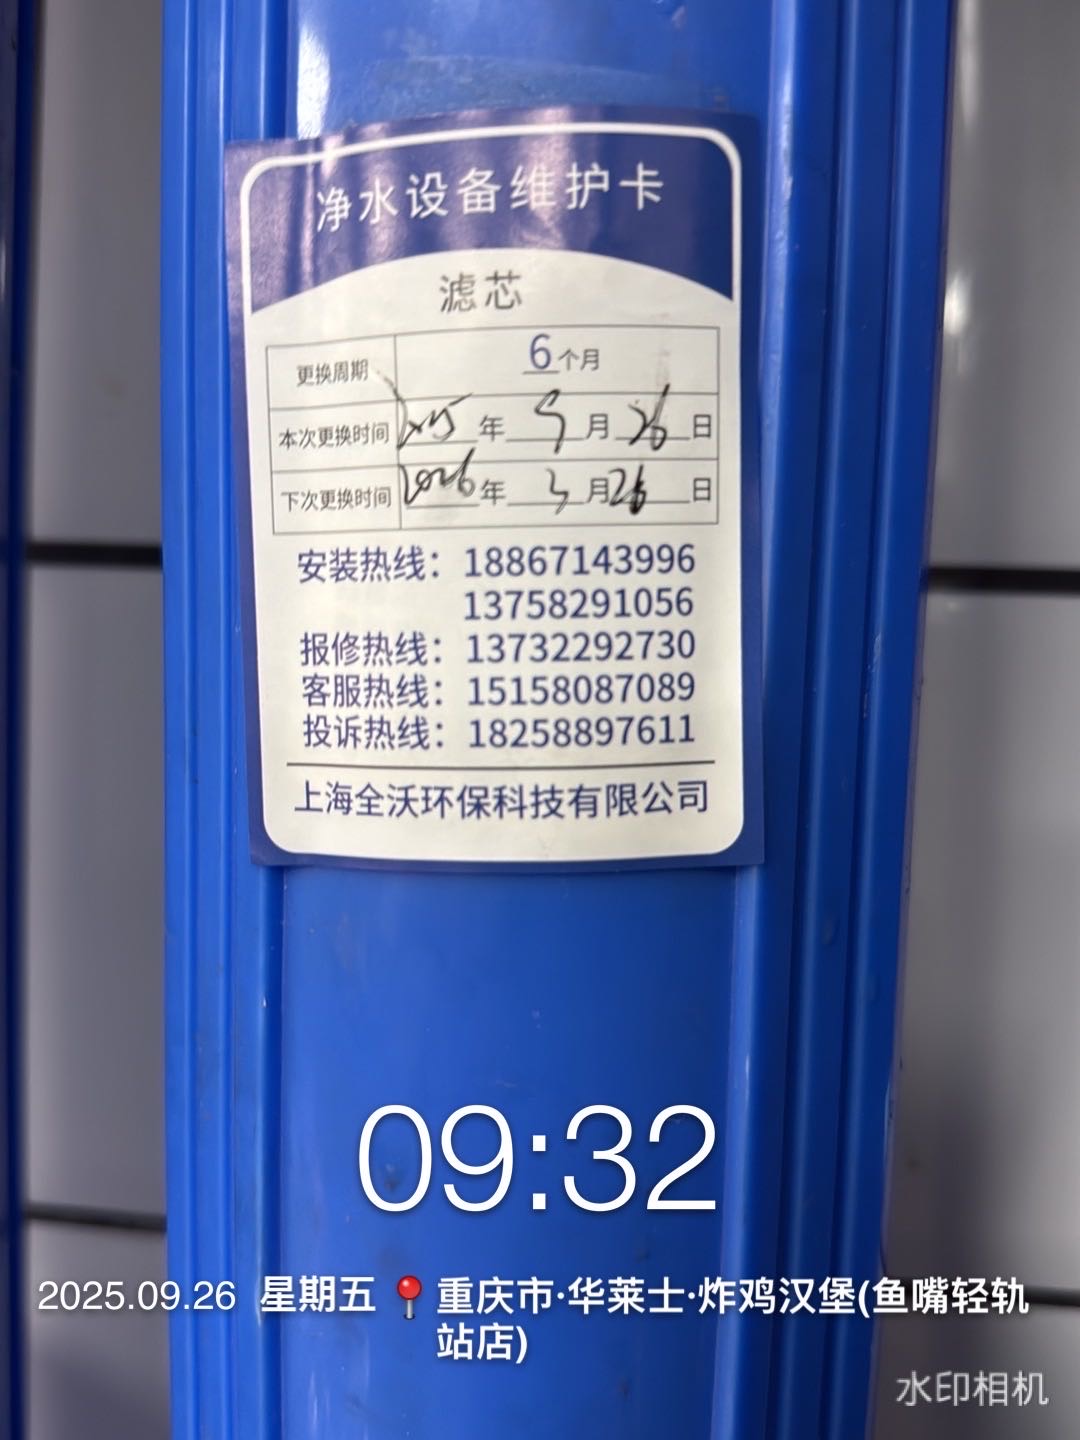 净水设备维护卡
滤芯
更换周期 6个月
本次更换时间 2025年 9月 26日
下次更换时间 2026年 3月26日
安装热线：18867143996
13758291056
报修热线：13732292730
客服热线：15158087089
投诉热线：18258897611
上海全沃环保科技有限公司
09:32
2025.09.26 星期五 重庆市·华莱士·炸鸡汉堡(鱼嘴轻轨
站店)
水印相机